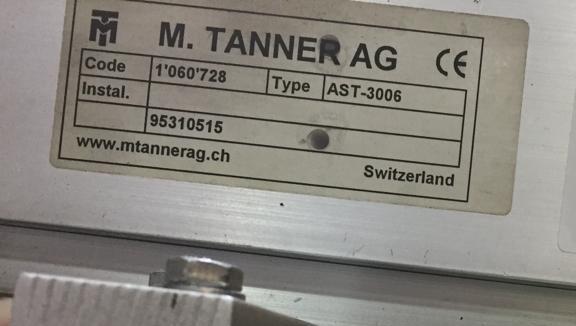 M. TANNER AG CE
Code 1'060'728 Type AST-3006
Instal.
95310515
www.mtannerag.ch Switzerland